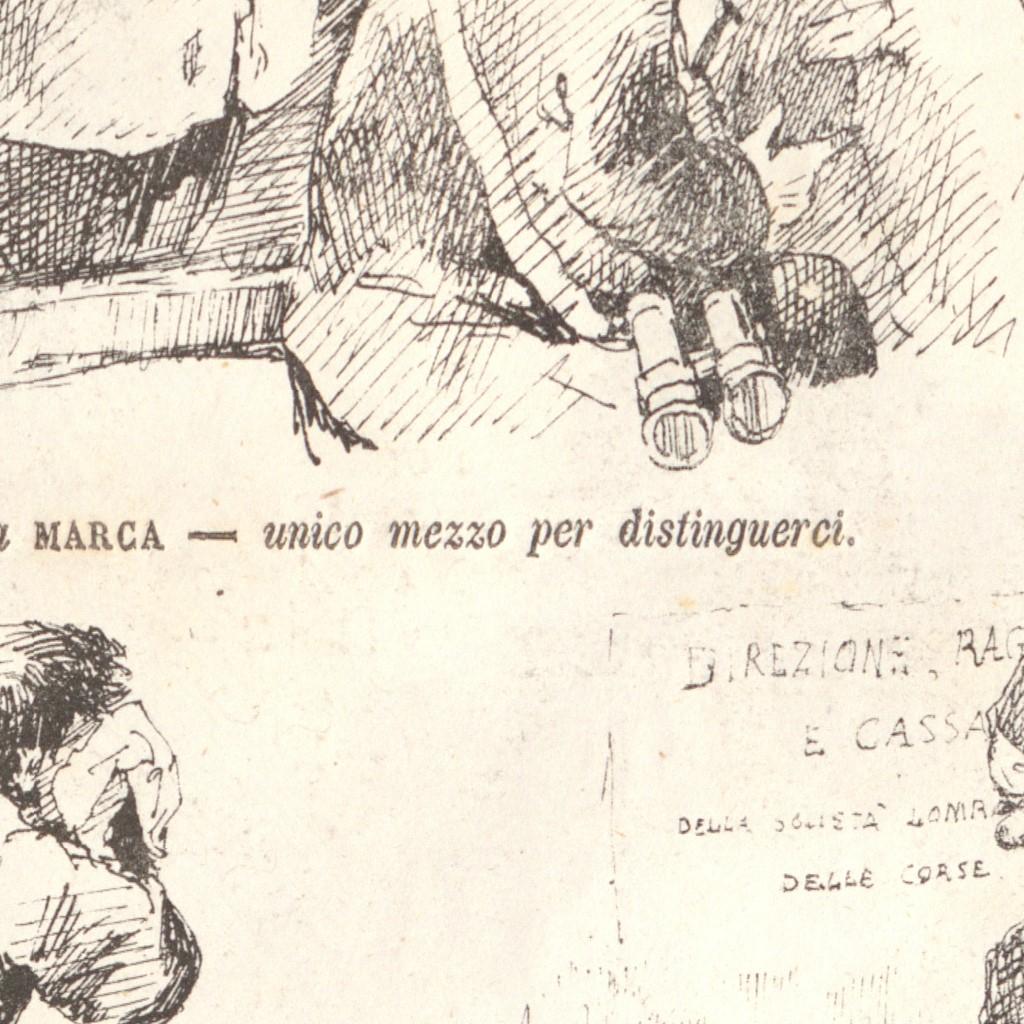 MARCA — unico mezzo per distinguerci.
DIREZIONE, RAG
E CASSA
DELLA SOCIETÀ LOMB
DELLE CORSE